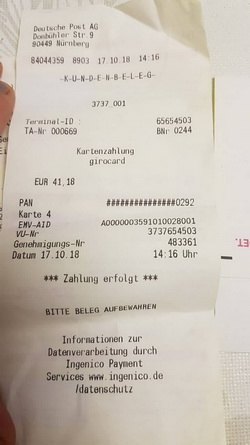 Deutsche Post AG
Dombühler Str 9
90449 Nürnberg
84044359 8903 17.10.18 14:16
-K-U-N-D-E-N-B-E-L-E-G-
3737 001
Terminal-ID : 65654503
TA-Nr 000669 BNr 0244
Kartenzahlung
girocard
EUR 41,18
PAN ###############0292
Karte 4
EMV-AID A0000003591010028001
VU-Nr 3737654503
Genehmigungs-Nr 483361
Datum 17.10.18 14:16 Uhr
*** Zahlung erfolgt ***
BITTE BELEG AUFBEWAHREN
Informationen zur
Datenverarbeitung durch
Ingenico Payment
Services www.ingenico.de
/datenschutz